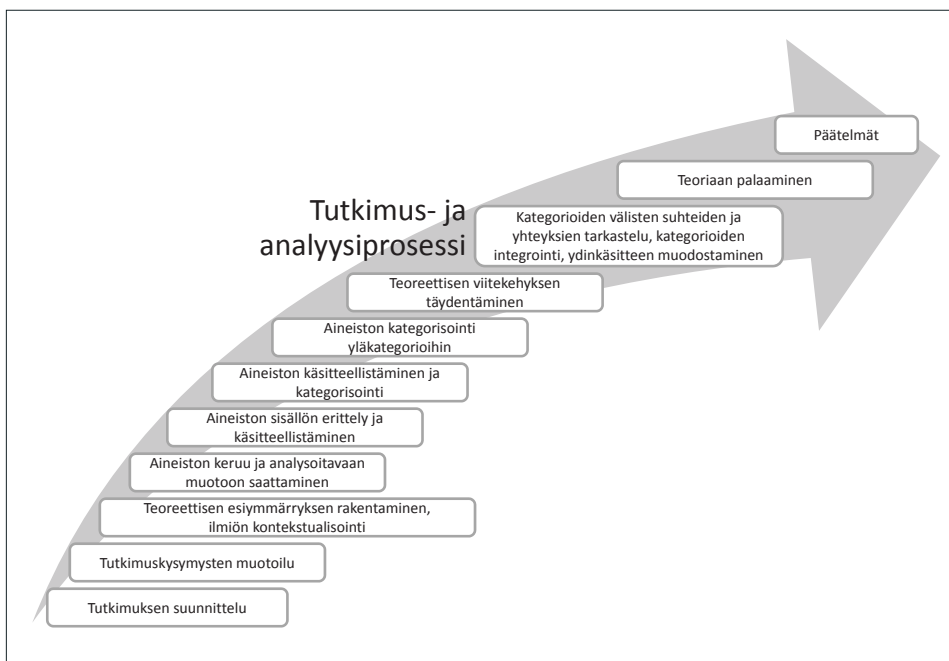 Päätelmät
Teoriaan palaaminen
Tutkimus- ja
analyysiprosessi
Kategorioiden välisten suhteiden ja
yhteyksien tarkastelu, kategorioiden
integrointi, ydinkäsitteen muodostaminen
Teoreettisen viitekehyksen
täydentäminen
Aineiston kategorisointi
yläkategorioihin
Aineiston käsitteellistäminen ja
kategorisointi
Aineiston sisällön erittely ja
käsitteellistäminen
Aineiston keruu ja analysoitavaan
muotoon saattaminen
Teoreettisen esiymmärryksen rakentaminen,
ilmiön kontekstualisointi
Tutkimuskysymysten muotoilu
Tutkimuksen suunnittelu